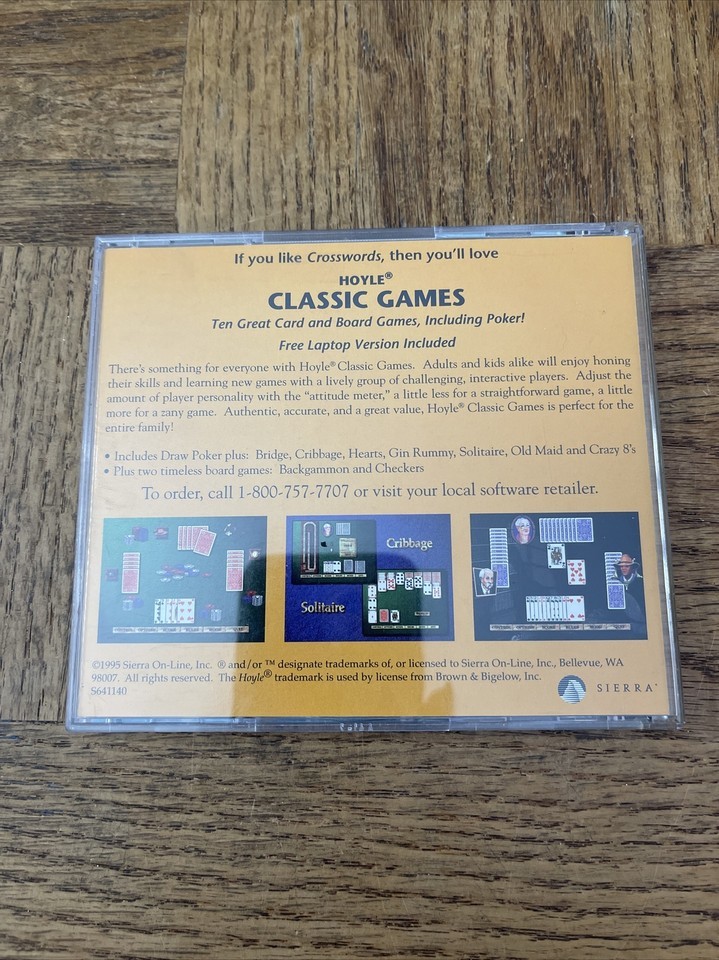 If you like Crosswords, then you'll love
HOYLE®
CLASSIC GAMES
Ten Great Card and Board Games, Including Poker!
Free Laptop Version Included
There's something for everyone with Hoyle® Classic Games. Adults and kids alike will enjoy honing
their skills and learning new games with a lively group of challenging, interactive players. Adjust the
amount of player personality with the "attitude meter," a little less for a straightforward game, a little
more for a zany game. Authentic, accurate, and a great value, Hoyle® Classic Games is perfect for the
entire family!
• Includes Draw Poker plus: Bridge, Cribbage, Hearts, Gin Rummy, Solitaire, Old Maid and Crazy 8's
• Plus two timeless board games: Backgammon and Checkers
To order, call 1-800-757-7707 or visit your local software retailer.
Cribbage
Solitaire
©1995 Sierra On-Line, Inc. ® and/or ™ designate trademarks of, or licensed to Sierra On-Line, Inc., Bellevue, WA
98007. All rights reserved. The Hoyle® trademark is used by license from Brown & Bigelow, Inc.
S641140
SIERRA™